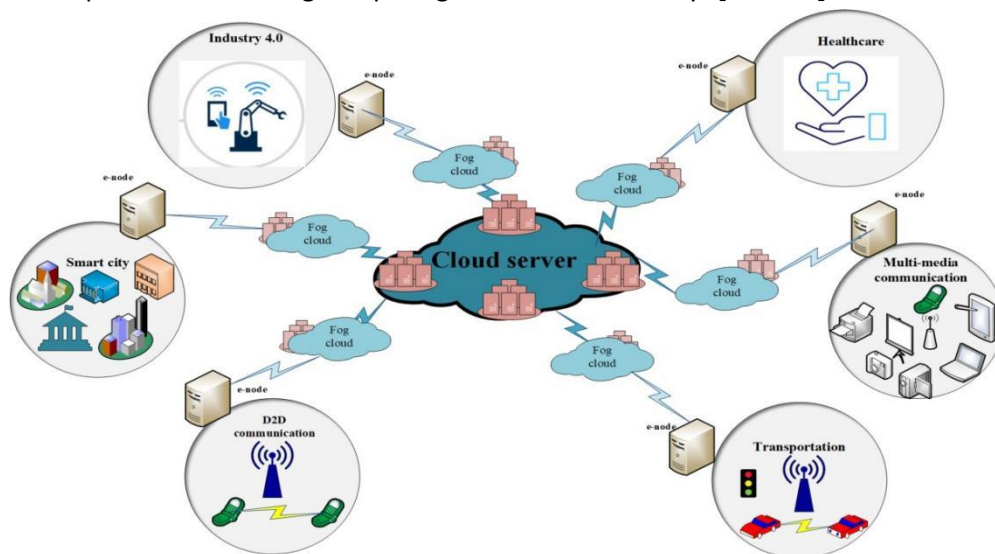 Industry 4.0
e-node
Fog
cloud
Healthcare
e-node
Fog
cloud
e-node
Smart city
Fog
cloud
Cloud server
e-node
Multi-media
communication
Fog
cloud
Fog
cloud
e-node
D2D
communication
Fog
cloud
e-node
Transportation